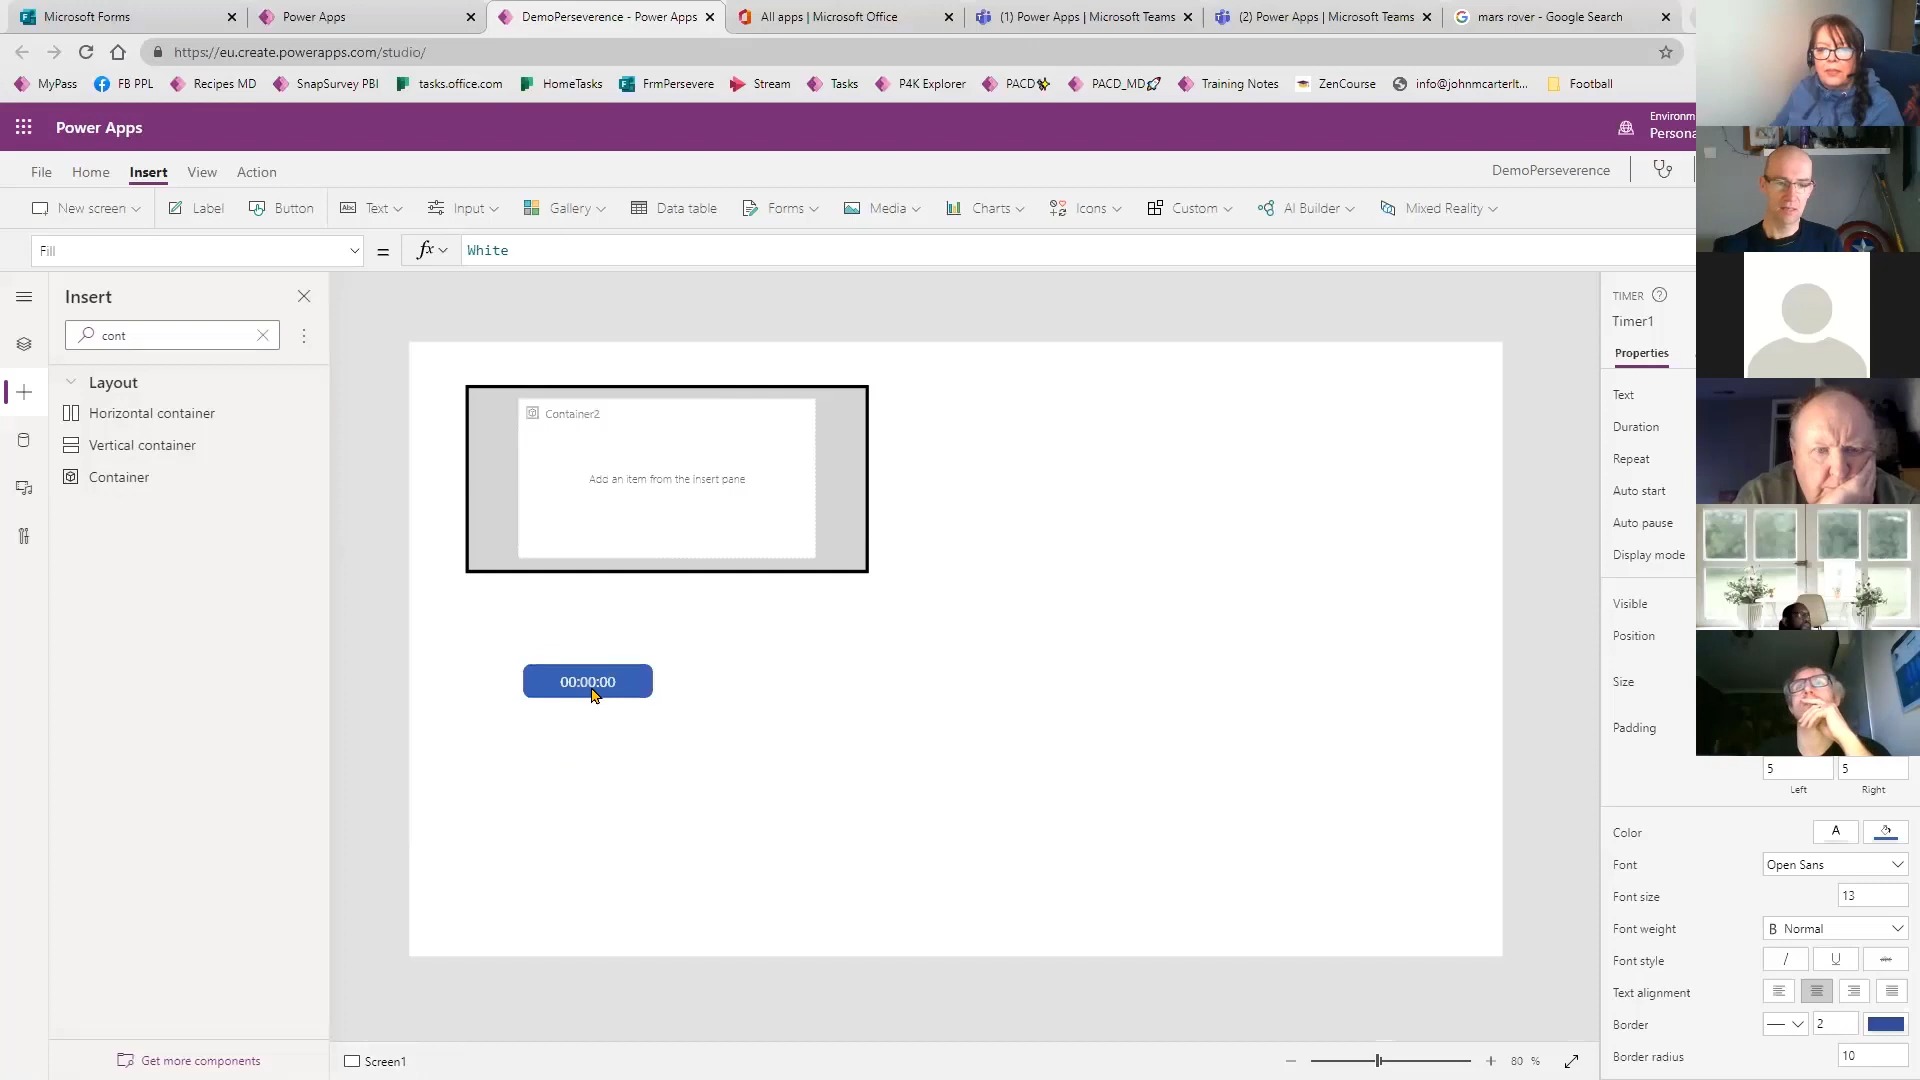 Microsoft Forms
Power Apps
DemoPerseverence - Power Apps
All apps | Microsoft Office
(1) Power Apps | Microsoft Teams
(2) Power Apps | Microsoft Teams
mars rover - Google Search
https://eu.create.powerapps.com/studio/
MyPass
FB PPL
Recipes MD
SnapSurvey PBI
tasks.office.com
HomeTasks
FrmPersevere
Stream
Tasks
P4K Explorer
PACD
PACD_MD
Training Notes
ZenCourse
info@johnmcarterlt...
Football
Power Apps
Environm
Persona
File
Home
Insert
View
Action
DemoPerseverence
New screen
Label
Button
Text
Input
Gallery
Data table
Forms
Media
Charts
Icons
Custom
AI Builder
Mixed Reality
Fill
=
fx
White
Insert
cont
Layout
Horizontal container
Vertical container
Container
Get more components
Container2
Add an item from the insert pane
00:00:00
Screen1
80 %
TIMER
Timer1
Properties
Text
Duration
Repeat
Auto start
Auto pause
Display mode
Visible
Position
Size
Padding
5
5
Left
Right
Color
A
Font
Open Sans
Font size
13
Font weight
B Normal
Font style
/
U
abc
Text alignment
Border
2
Border radius
10